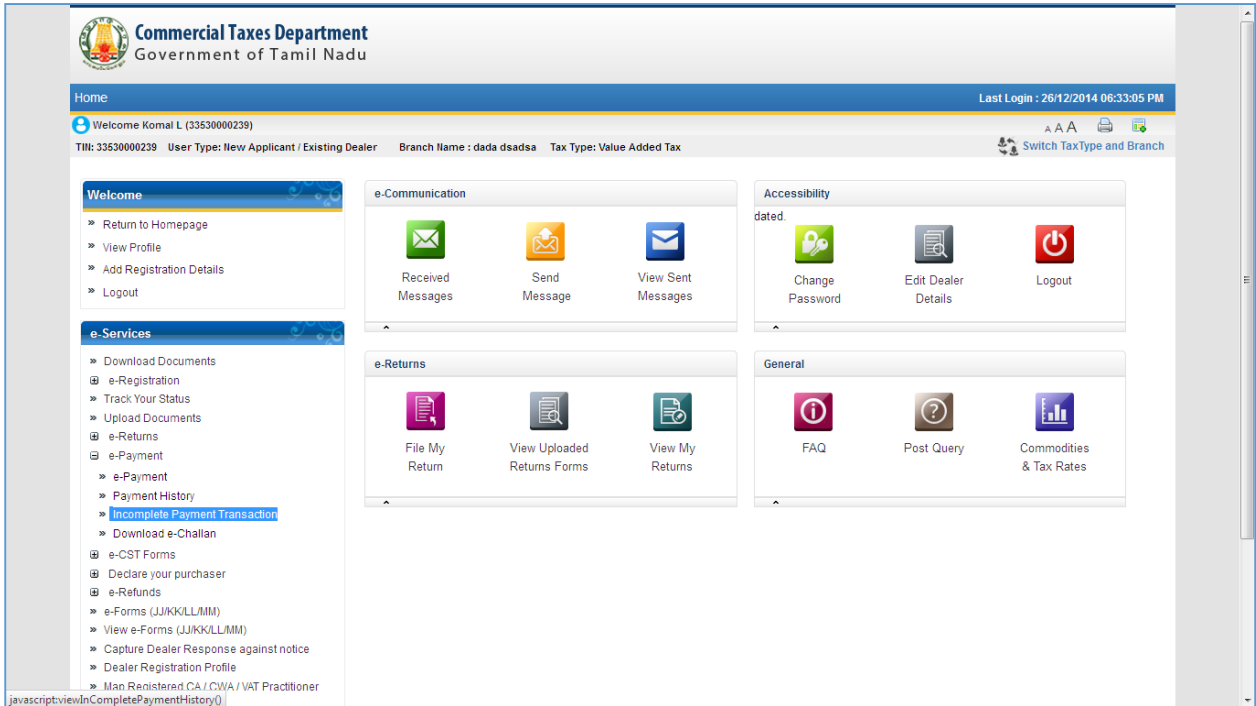 Commercial Taxes Department
Government of Tamil Nadu
Home
Last Login : 26/12/2014 06:33:05 PM
Welcome Komal L (33530000239)
A A A
TIN: 33530000239 User Type: New Applicant / Existing Dealer Branch Name : dada dsadsa Tax Type: Value Added Tax
Switch TaxType and Branch
Welcome
» Return to Homepage
» View Profile
» Add Registration Details
» Logout
e-Services
» Download Documents
e-Registration
» Track Your Status
» Upload Documents
e-Returns
e-Payment
» e-Payment
» Payment History
» Incomplete Payment Transaction
» Download e-Challan
e-CST Forms
Declare your purchaser
e-Refunds
» e-Forms (JJ/KK/LL/MM)
» View e-Forms (JJ/KK/LL/MM)
» Capture Dealer Response against notice
» Dealer Registration Profile
» Map Registered CA / CWA / VAT Practitioner
e-Communication
Received
Messages
Send
Message
View Sent
Messages
Accessibility
dated.
Change
Password
Edit Dealer
Details
Logout
e-Returns
File My
Return
View Uploaded
Returns Forms
View My
Returns
General
FAQ
Post Query
Commodities
& Tax Rates
javascript:viewInCompletePaymentHistory()